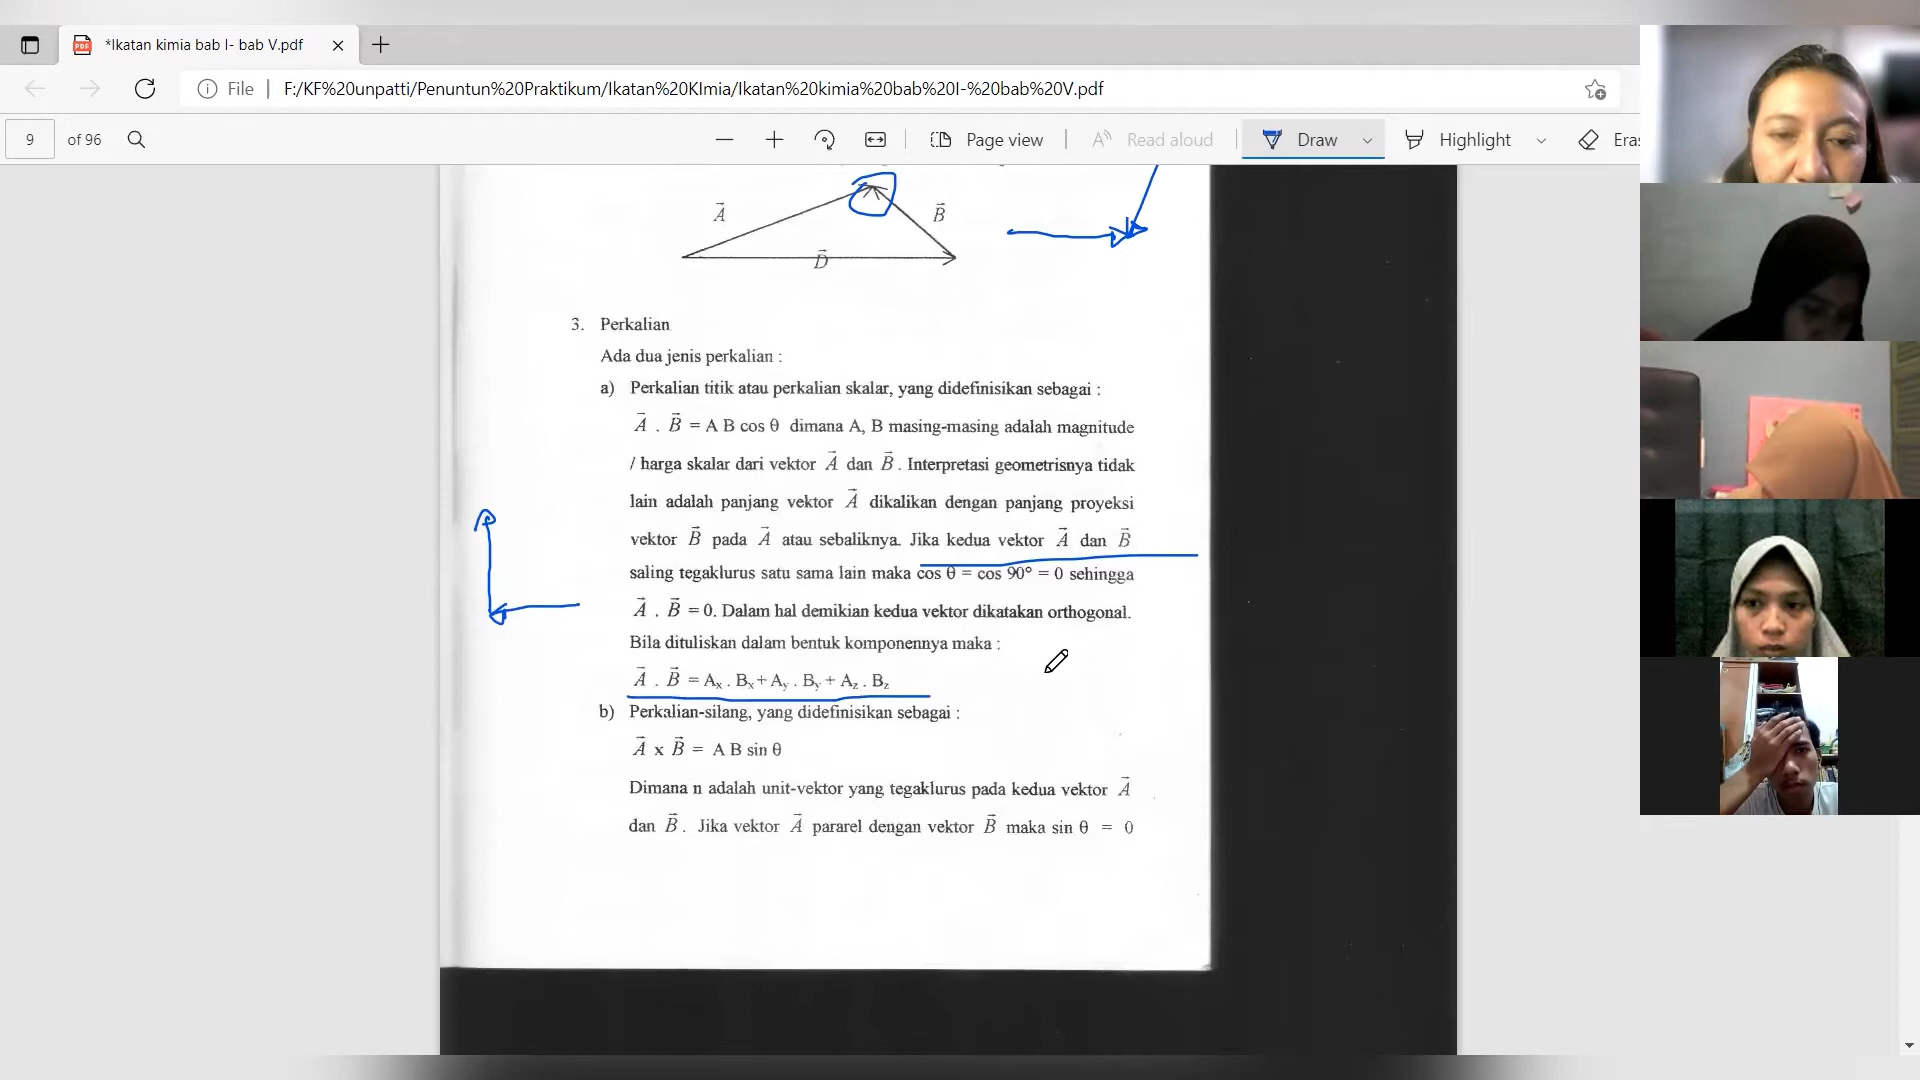 *Ikatan kimia bab I- bab V.pdf
File F:/KF%20unpatti/Penuntun%20Praktikum/Ikatan%20KImia/Ikatan%20kimia%20bab%20I-%20bab%20V.pdf
9 of 96 Page view Read aloud Draw Highlight Eras
A B
D
3. Perkalian
Ada dua jenis perkalian :
a) Perkalian titik atau perkalian skalar, yang didefinisikan sebagai :
A⃗ . B⃗ = A B cos θ dimana A, B masing-masing adalah magnitude
/ harga skalar dari vektor A⃗ dan B⃗ . Interpretasi geometrisnya tidak
lain adalah panjang vektor A⃗ dikalikan dengan panjang proyeksi
vektor B⃗ pada A⃗ atau sebaliknya. Jika kedua vektor A⃗ dan B⃗
saling tegaklurus satu sama lain maka cos θ = cos 90° = 0 sehingga
A⃗ . B⃗ = 0. Dalam hal demikian kedua vektor dikatakan orthogonal.
Bila dituliskan dalam bentuk komponennya maka :
A⃗ . B⃗ = Aₓ . Bₓ + Ay . By + Az . Bz
b) Perkalian-silang, yang didefinisikan sebagai :
A⃗ x B⃗ = A B sin θ
Dimana n adalah unit-vektor yang tegaklurus pada kedua vektor A⃗
dan B⃗ . Jika vektor A⃗ pararel dengan vektor B⃗ maka sin θ = 0